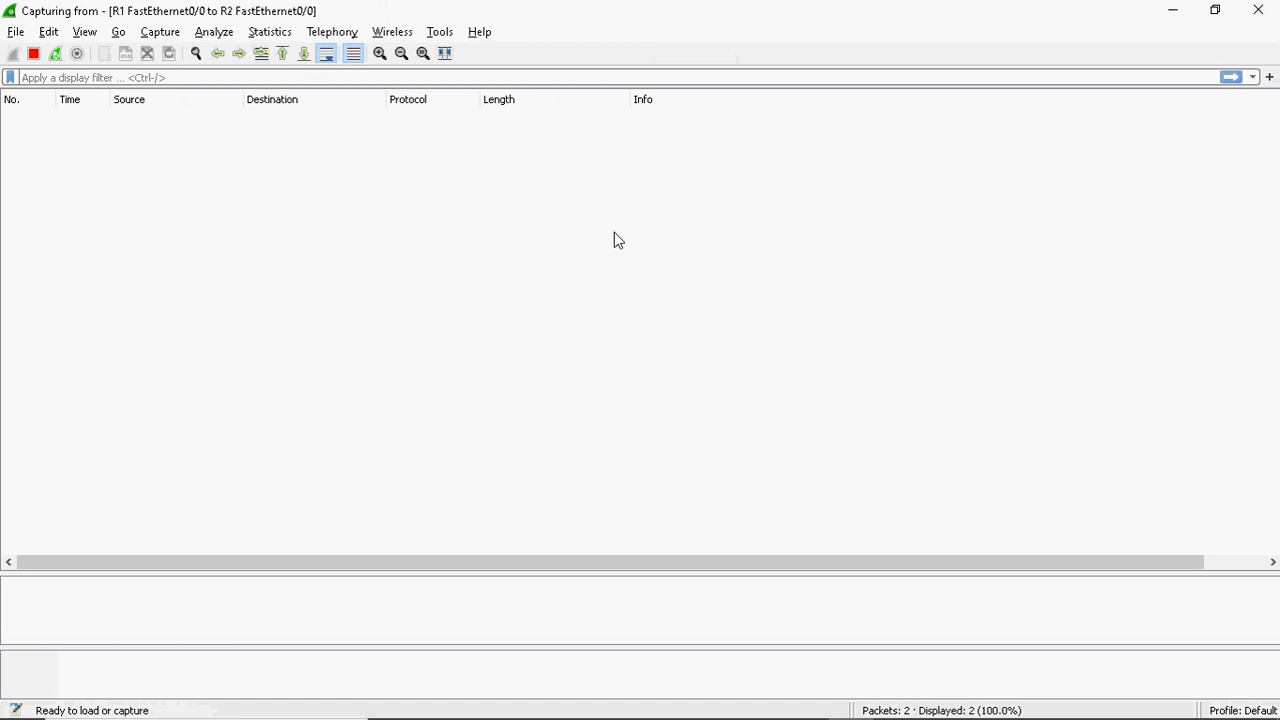 Capturing from - [R1 FastEthernet0/0 to R2 FastEthernet0/0]
File Edit View Go Capture Analyze Statistics Telephony Wireless Tools Help
Apply a display filter ... <Ctrl-/>
No. Time Source Destination Protocol Length Info
Ready to load or capture Packets: 2 · Displayed: 2 (100.0%) Profile: Default